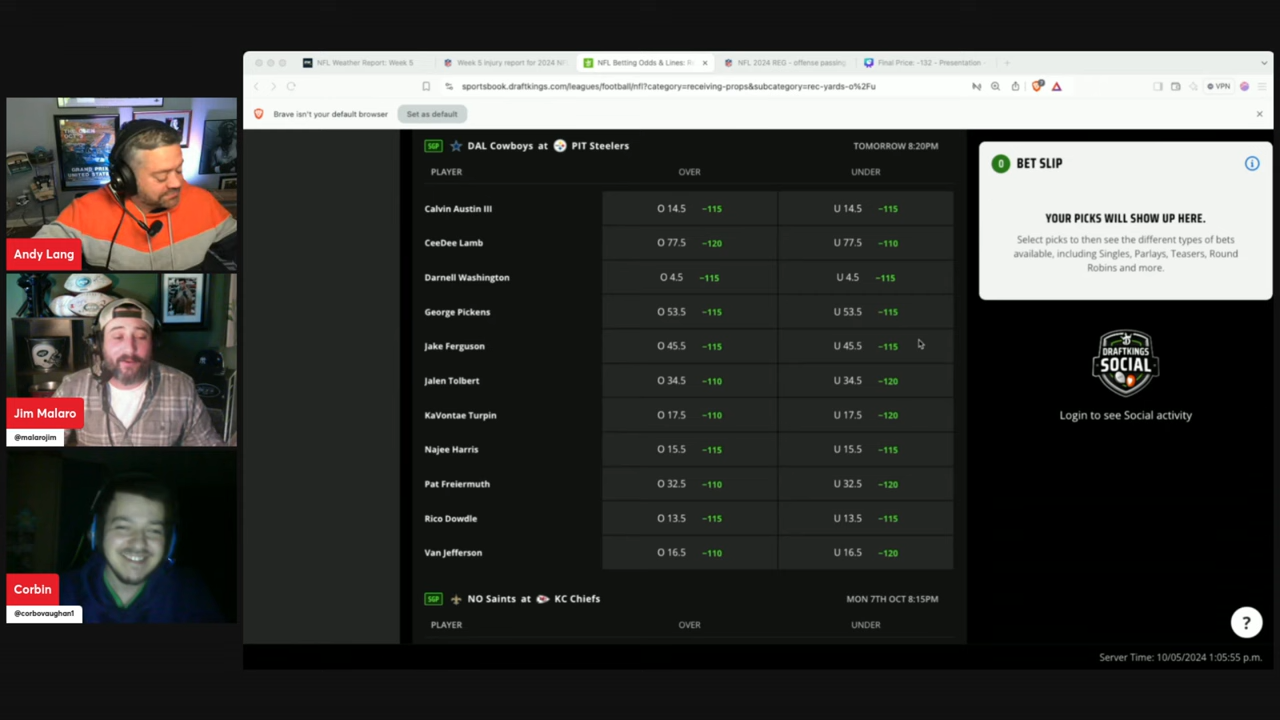 NFL Weather Report: Week 5
Week 5 injury report for 2024 NF
NFL Betting Odds & Lines: R
NFL 2024 REG - offense passing
Final Price: -132 - Presentation
sportsbook.draftkings.com/leagues/football/nfl?category=receiving-props&subcategory=rec-yards-o%2Fu
VPN
Brave isn't your default browser
Set as default
SGP DAL Cowboys at PIT Steelers TOMORROW 8:20PM
PLAYER OVER UNDER
Calvin Austin III O 14.5 −115 U 14.5 −115
CeeDee Lamb O 77.5 −120 U 77.5 −110
Darnell Washington O 4.5 −115 U 4.5 −115
George Pickens O 53.5 −115 U 53.5 −115
Jake Ferguson O 45.5 −115 U 45.5 −115
Jalen Tolbert O 34.5 −110 U 34.5 −120
KaVontae Turpin O 17.5 −110 U 17.5 −120
Najee Harris O 15.5 −115 U 15.5 −115
Pat Freiermuth O 32.5 −110 U 32.5 −120
Rico Dowdle O 13.5 −115 U 13.5 −115
Van Jefferson O 16.5 −110 U 16.5 −120
SGP NO Saints at KC Chiefs MON 7TH OCT 8:15PM
PLAYER OVER UNDER
0 BET SLIP
YOUR PICKS WILL SHOW UP HERE.
Select picks to then see the different types of bets
available, including Singles, Parlays, Teasers, Round
Robins and more.
DRAFTKINGS
SOCIAL
Login to see Social activity
?
Server Time: 10/05/2024 1:05:55 p.m.
Andy Lang
Jim Malaro
@malarojim
Corbin
@corbovaughan1